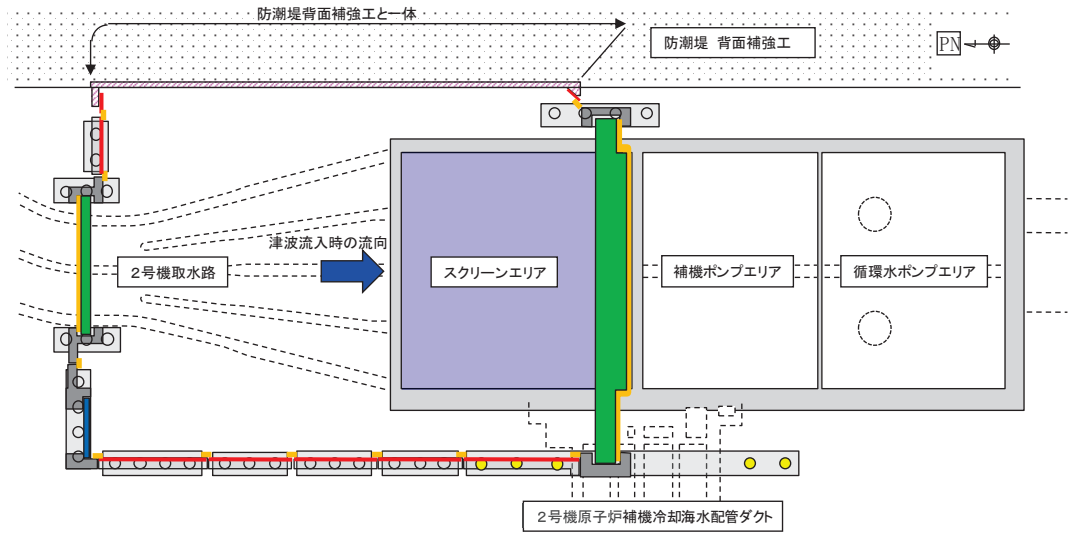 防潮堤背面補強工と一体
防潮堤 背面補強工
PN
津波流入時の流向
2号機取水路
スクリーンエリア
補機ポンプエリア
循環水ポンプエリア
2号機原子炉補機冷却海水配管ダクト